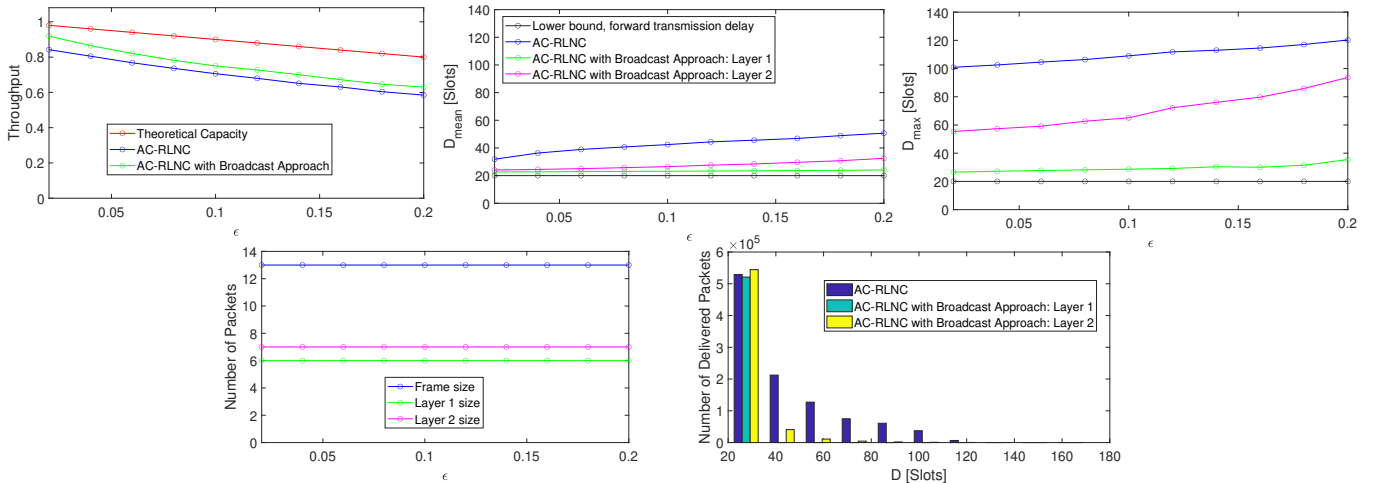 Throughput
1
0.8
0.6
0.4
0.2
0
0.05
0.1
0.15
0.2
ϵ
Theoretical Capacity
AC-RLNC
AC-RLNC with Broadcast Approach
D_mean [Slots]
140
120
100
80
60
40
20
0
0.05
0.1
0.15
0.2
ϵ
Lower bound, forward transmission delay
AC-RLNC
AC-RLNC with Broadcast Approach: Layer 1
AC-RLNC with Broadcast Approach: Layer 2
D_max [Slots]
140
120
100
80
60
40
20
0
0.05
0.1
0.15
0.2
ϵ
Number of Packets
14
12
10
8
6
4
2
0
0.05
0.1
0.15
0.2
ϵ
Frame size
Layer 1 size
Layer 2 size
Number of Delivered Packets
×10^5
6
5
4
3
2
1
0
20
40
60
80
100
120
140
160
180
D [Slots]
AC-RLNC
AC-RLNC with Broadcast Approach: Layer 1
AC-RLNC with Broadcast Approach: Layer 2